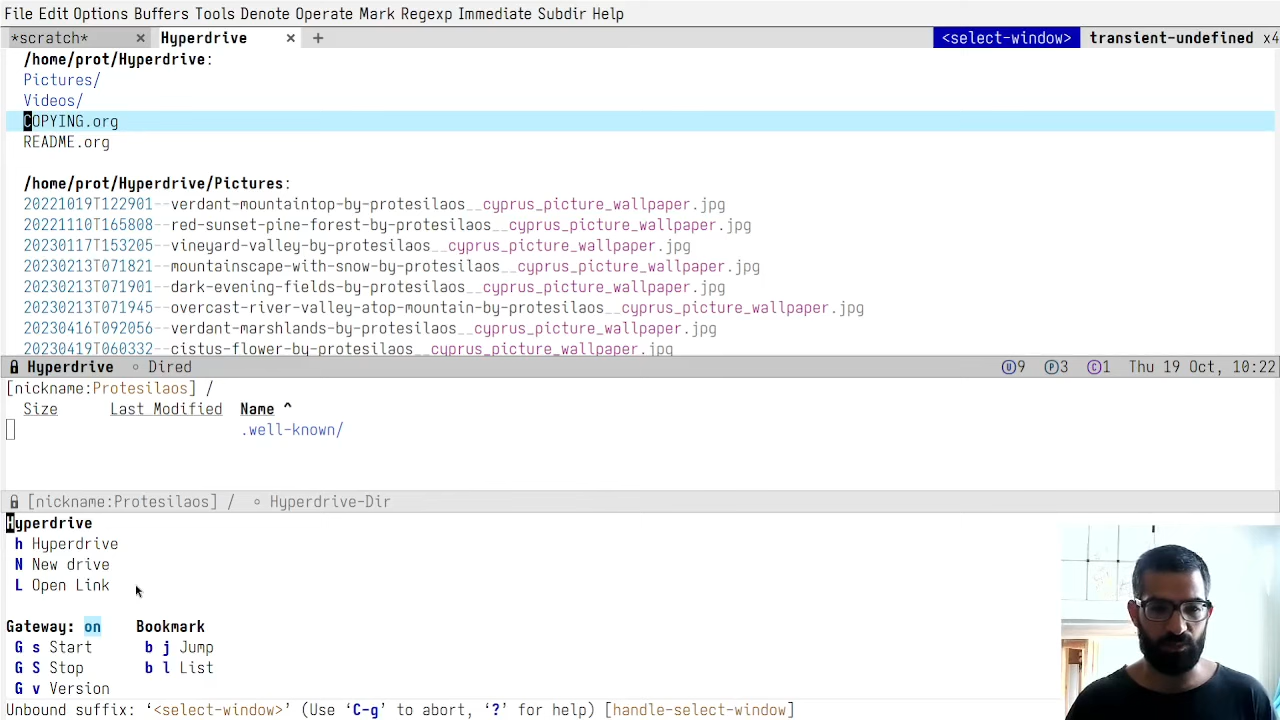 File Edit Options Buffers Tools Denote Operate Mark Regexp Immediate Subdir Help
*scratch* × Hyperdrive × + <select-window> transient-undefined x4
/home/prot/Hyperdrive:
Pictures/
Videos/
COPYING.org
README.org
/home/prot/Hyperdrive/Pictures:
20221019T122901--verdant-mountaintop-by-protesilaos__cyprus_picture_wallpaper.jpg
20221110T165808--red-sunset-pine-forest-by-protesilaos__cyprus_picture_wallpaper.jpg
20230117T153205--vineyard-valley-by-protesilaos__cyprus_picture_wallpaper.jpg
20230213T071821--mountainscape-with-snow-by-protesilaos__cyprus_picture_wallpaper.jpg
20230213T071901--dark-evening-fields-by-protesilaos__cyprus_picture_wallpaper.jpg
20230213T071945--overcast-river-valley-atop-mountain-by-protesilaos__cyprus_picture_wallpaper.jpg
20230416T092056--verdant-marshlands-by-protesilaos__cyprus_picture_wallpaper.jpg
20230419T060332--cistus-flower-by-protesilaos__cyprus_picture_wallpaper.jpg
Hyperdrive ◦ Dired U9 P3 C1 Thu 19 Oct, 10:22
[nickname:Protesilaos] /
Size Last Modified Name ^
.well-known/
[nickname:Protesilaos] / ◦ Hyperdrive-Dir
Hyperdrive
h Hyperdrive
N New drive
L Open Link
Gateway: on Bookmark
G s Start b j Jump
G S Stop b l List
G v Version
Unbound suffix: ‘<select-window>’ (Use ‘C-g’ to abort, ‘?’ for help) [handle-select-window]